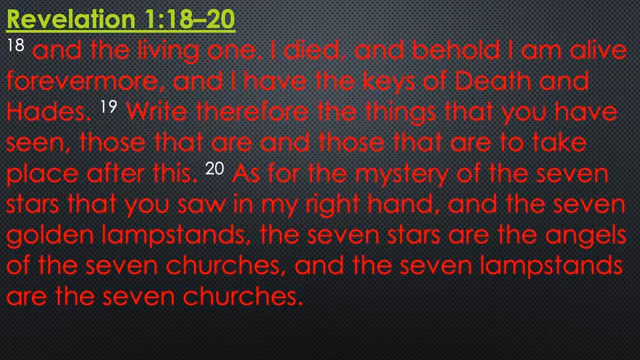 Revelation 1:18–20
18 and the living one. I died, and behold I am alive
forevermore, and I have the keys of Death and
Hades. 19 Write therefore the things that you have
seen, those that are and those that are to take
place after this. 20 As for the mystery of the seven
stars that you saw in my right hand, and the seven
golden lampstands, the seven stars are the angels
of the seven churches, and the seven lampstands
are the seven churches.